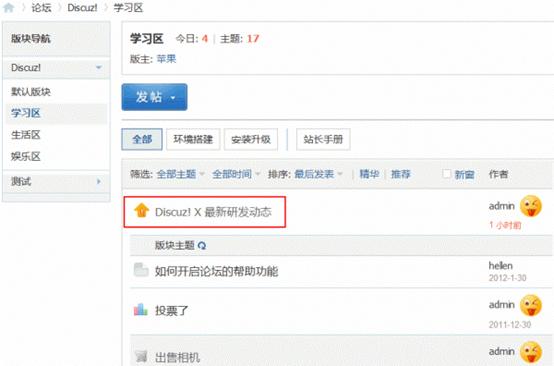 论坛 › Discuz! › 学习区
版块导航
Discuz!
默认版块
学习区
生活区
娱乐区
测试
学习区 今日: 4 | 主题: 17
版主: 苹果
发帖
全部 环境搭建 安装升级 站长手册
筛选: 全部主题 全部时间 排序: 最后发表 | 精华 | 推荐 新窗 作者
Discuz! X 最新研发动态 admin
1 小时前
版块主题
如何开启论坛的帮助功能 hellen
2012-1-30
投票了 admin
2011-12-30
出售相机 admin